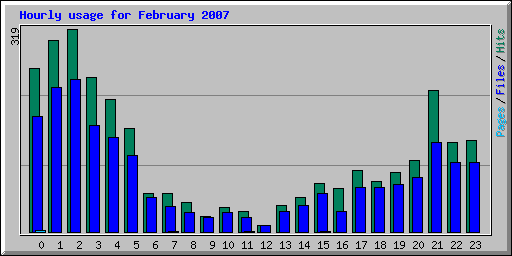 Hourly usage for February 2007
319
Pages/Files/Hits
0 1 2 3 4 5 6 7 8 9 10 11 12 13 14 15 16 17 18 19 20 21 22 23